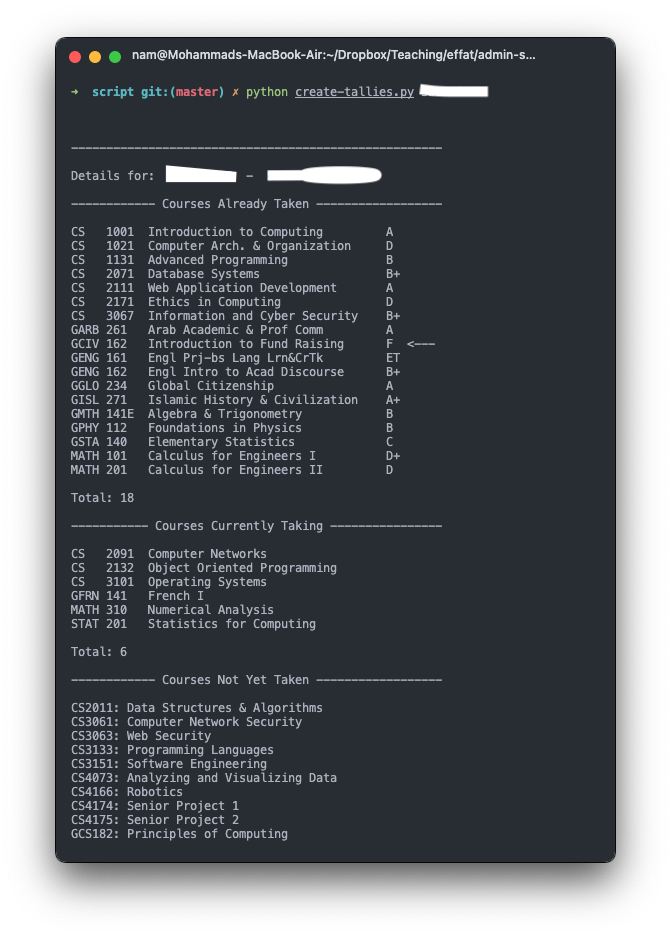 nam@Mohammads-MacBook-Air:~/Dropbox/Teaching/effat/admin-s...
➜ script git:(master) ✗ python create-tallies.py
-----------------------------------------------------
Details for: -
------------ Courses Already Taken ------------------
CS 1001 Introduction to Computing A
CS 1021 Computer Arch. & Organization D
CS 1131 Advanced Programming B
CS 2071 Database Systems B+
CS 2111 Web Application Development A
CS 2171 Ethics in Computing D
CS 3067 Information and Cyber Security B+
GARB 261 Arab Academic & Prof Comm A
GCIV 162 Introduction to Fund Raising F <---
GENG 161 Engl Prj-bs Lang Lrn&CrTk ET
GENG 162 Engl Intro to Acad Discourse B+
GGLO 234 Global Citizenship A
GISL 271 Islamic History & Civilization A+
GMTH 141E Algebra & Trigonometry B
GPHY 112 Foundations in Physics B
GSTA 140 Elementary Statistics C
MATH 101 Calculus for Engineers I D+
MATH 201 Calculus for Engineers II D
Total: 18
----------- Courses Currently Taking ----------------
CS 2091 Computer Networks
CS 2132 Object Oriented Programming
CS 3101 Operating Systems
GFRN 141 French I
MATH 310 Numerical Analysis
STAT 201 Statistics for Computing
Total: 6
------------ Courses Not Yet Taken ------------------
CS2011: Data Structures & Algorithms
CS3061: Computer Network Security
CS3063: Web Security
CS3133: Programming Languages
CS3151: Software Engineering
CS4073: Analyzing and Visualizing Data
CS4166: Robotics
CS4174: Senior Project 1
CS4175: Senior Project 2
GCS182: Principles of Computing